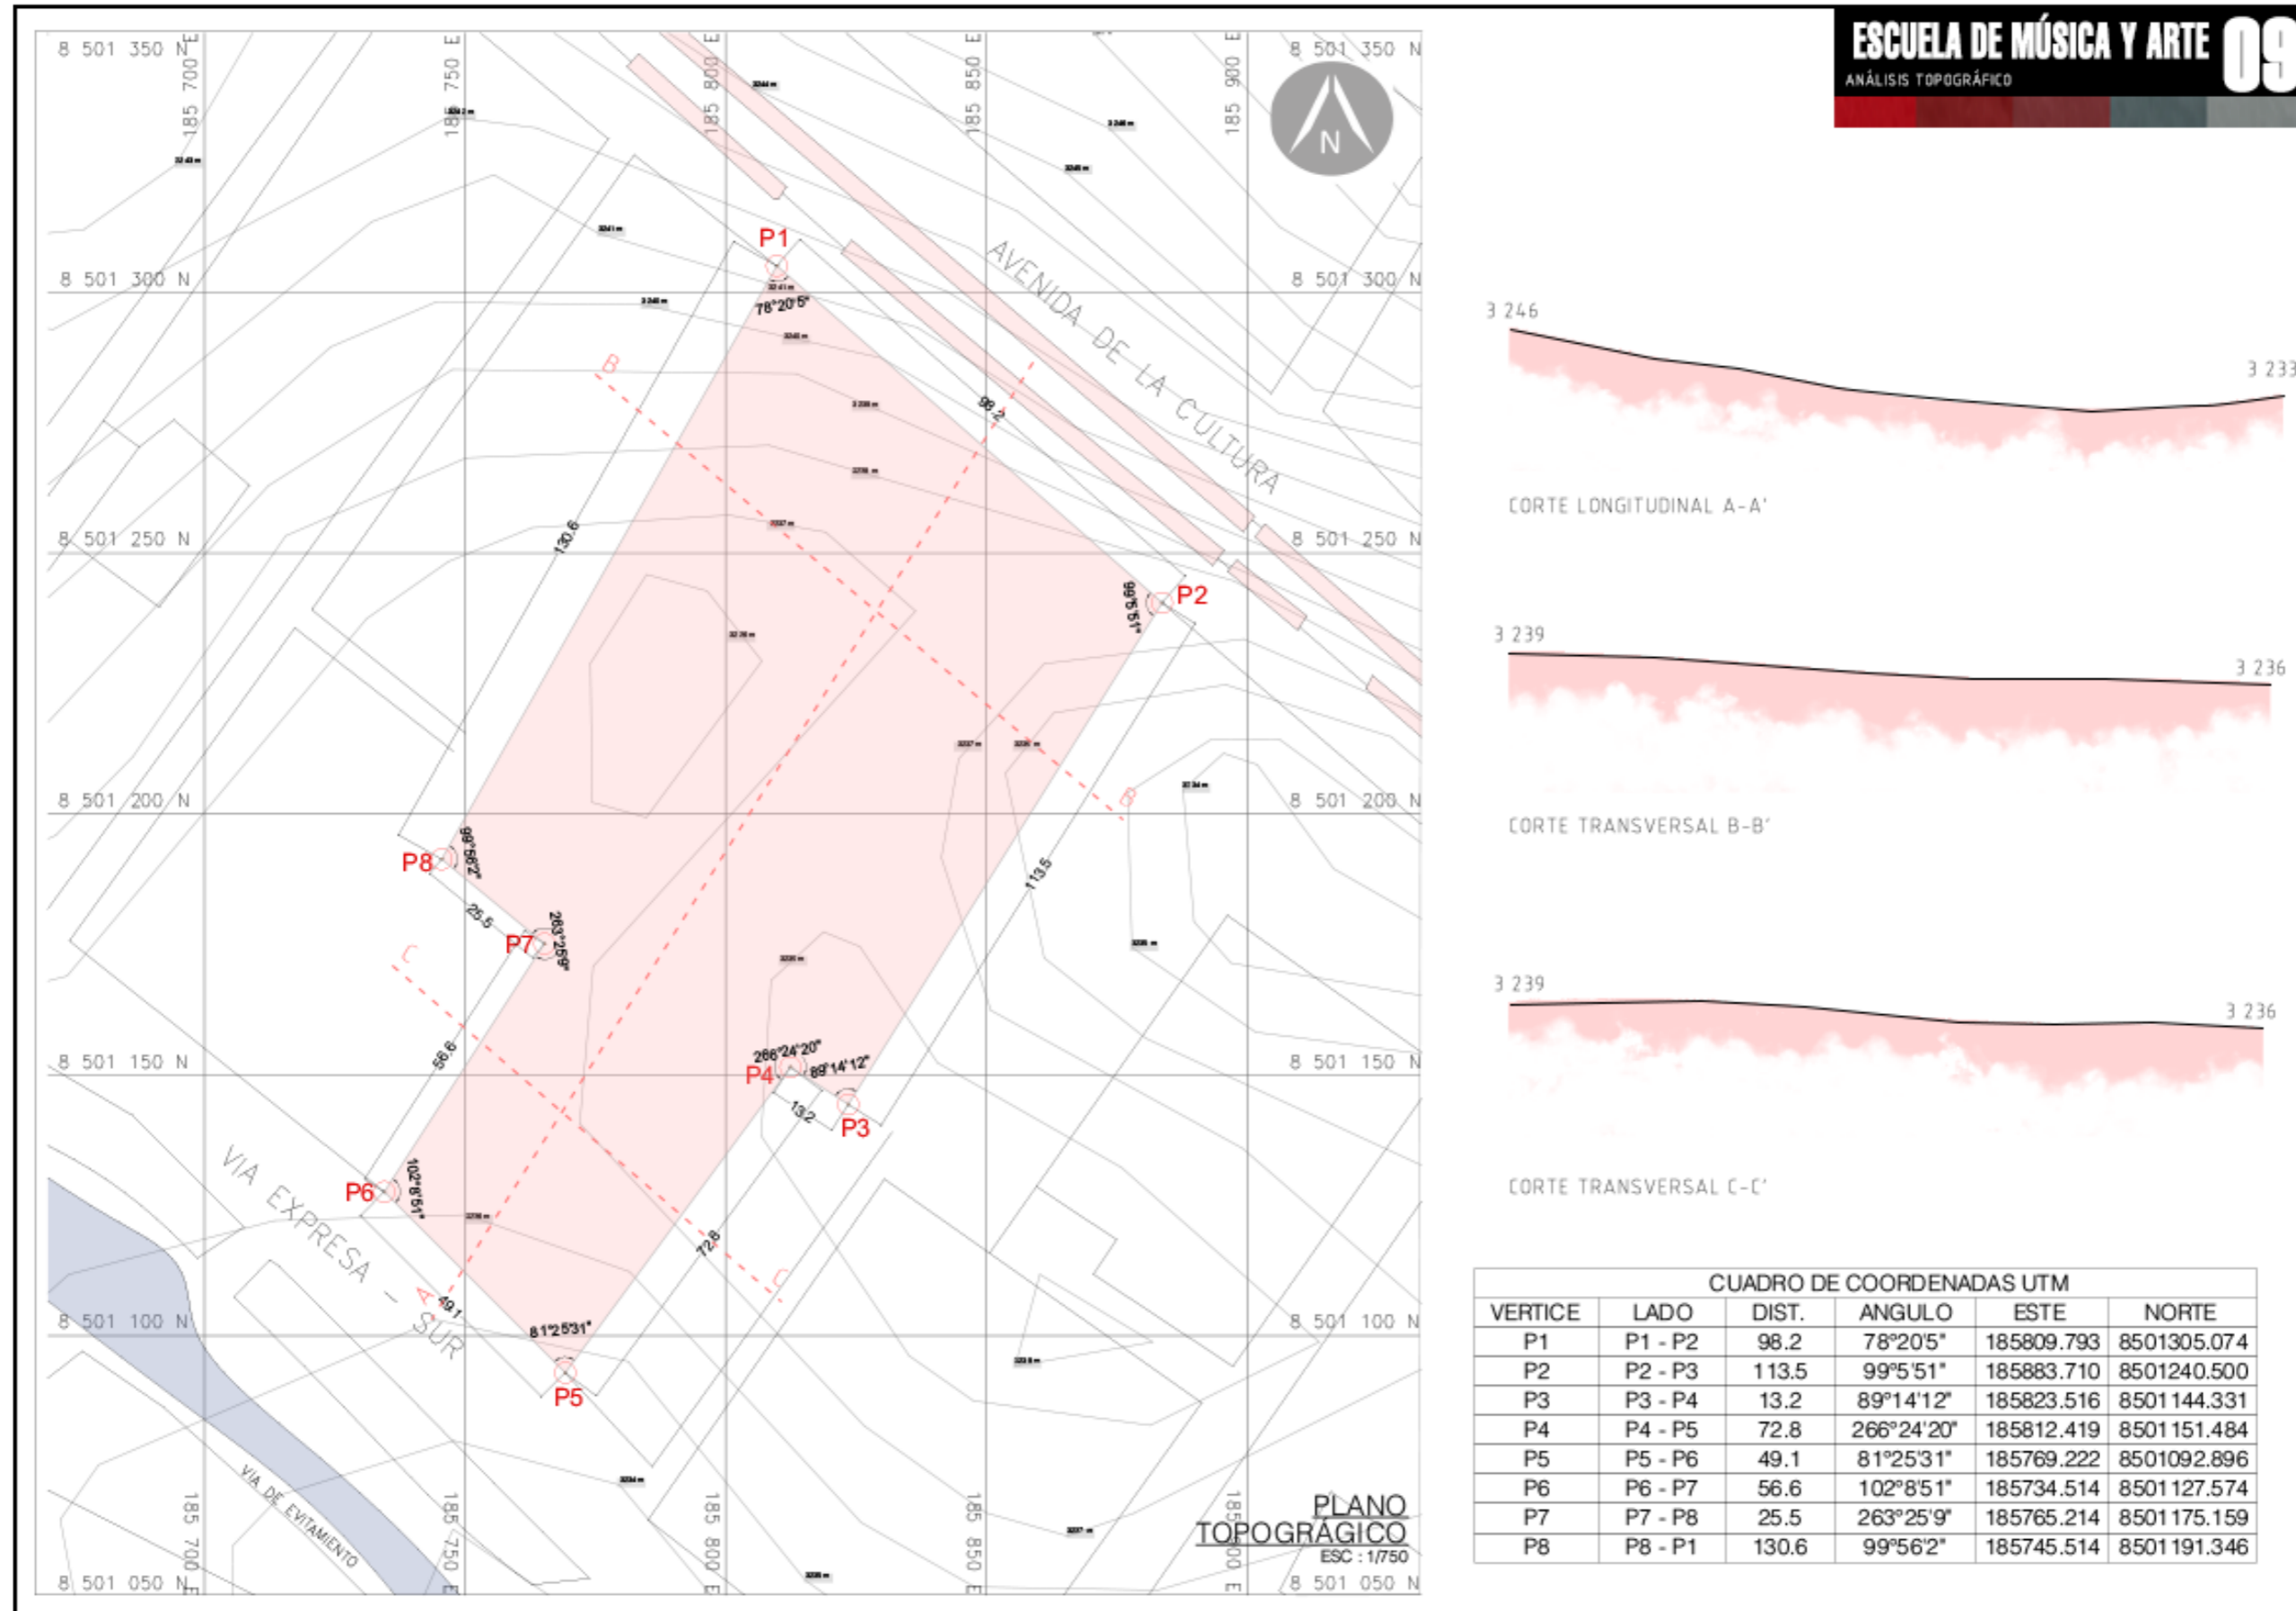 ESCUELA DE MÚSICA Y ARTE 09
ANÁLISIS TOPOGRÁFICO
8 501 350 N
185 700 E
185 750 E
185 800 E
185 850 E
185 900 E
8 501 350 N
N
3244 m
3242 m
3243 m
3241 m
P1
AVENIDA DE LA CULTURA
8 501 300 N
3241 m
8 501 300 N
3240 m
78°20'5"
3240 m
B
98.2
8 501 250 N
130.6
3237 m
8 501 250 N
P2
99°5'51"
3237 m
8 501 200 N
B
8 501 200 N
P8
99°56'2"
113.5
25.5
P7
263°25'9"
C
8 501 150 N
56.6
266°24'20"
P4
89°14'12"
8 501 150 N
13.2
P3
P6
102°8'51"
VIA EXPRESA - SUR
72.8
C
A
49.1
8 501 100 N
81°25'31"
8 501 100 N
P5
VIA DE EVITAMIENTO
PLANO
TOPOGRÁGICO
ESC : 1/750
8 501 050 N
185 700 E
185 750 E
185 800 E
185 850 E
8 501 050 N
3 246
3 233
CORTE LONGITUDINAL A-A'
3 239
3 236
CORTE TRANSVERSAL B-B'
3 239
3 236
CORTE TRANSVERSAL C-C'
CUADRO DE COORDENADAS UTM
VERTICE LADO DIST. ANGULO ESTE NORTE
P1 P1 - P2 98.2 78°20'5" 185809.793 8501305.074
P2 P2 - P3 113.5 99°5'51" 185883.710 8501240.500
P3 P3 - P4 13.2 89°14'12" 185823.516 8501144.331
P4 P4 - P5 72.8 266°24'20" 185812.419 8501151.484
P5 P5 - P6 49.1 81°25'31" 185769.222 8501092.896
P6 P6 - P7 56.6 102°8'51" 185734.514 8501127.574
P7 P7 - P8 25.5 263°25'9" 185765.214 8501175.159
P8 P8 - P1 130.6 99°56'2" 185745.514 8501191.346